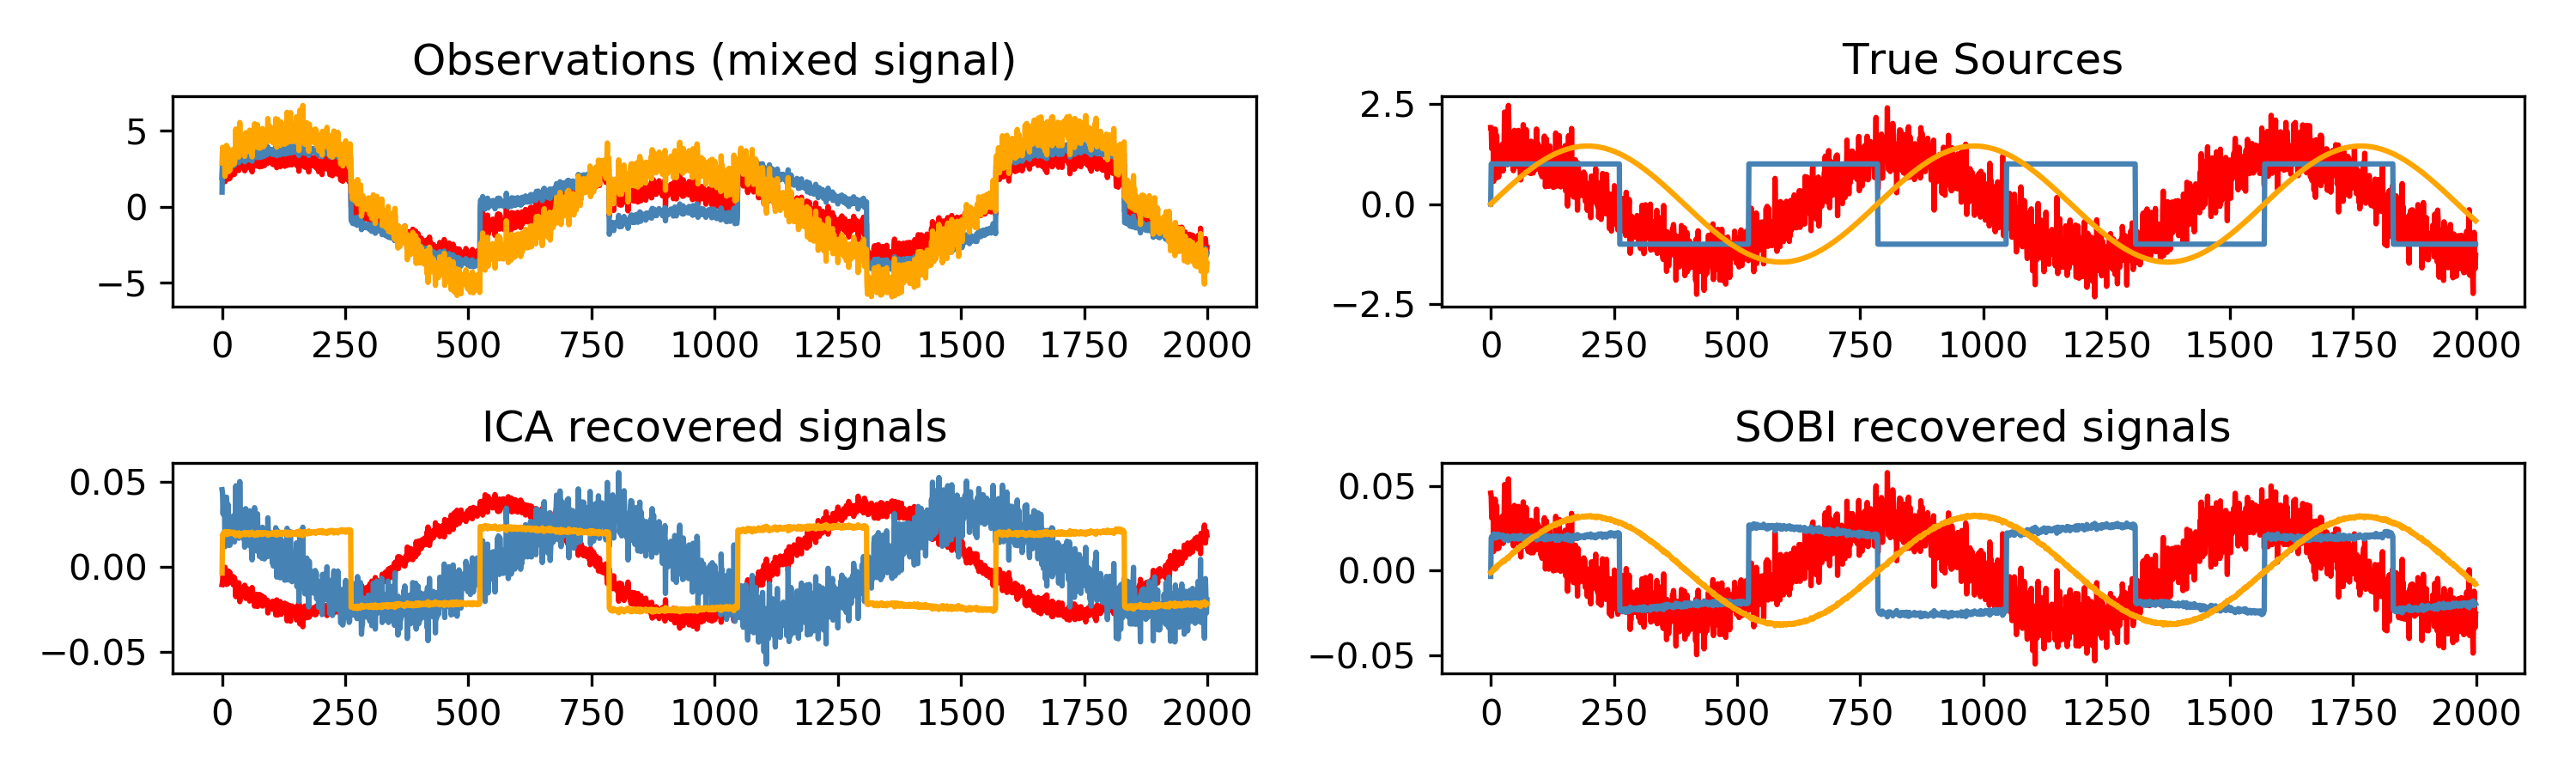 Observations (mixed signal)
5
0
−5
0 250 500 750 1000 1250 1500 1750 2000
True Sources
2.5
0.0
−2.5
0 250 500 750 1000 1250 1500 1750 2000
ICA recovered signals
0.05
0.00
−0.05
0 250 500 750 1000 1250 1500 1750 2000
SOBI recovered signals
0.05
0.00
−0.05
0 250 500 750 1000 1250 1500 1750 2000